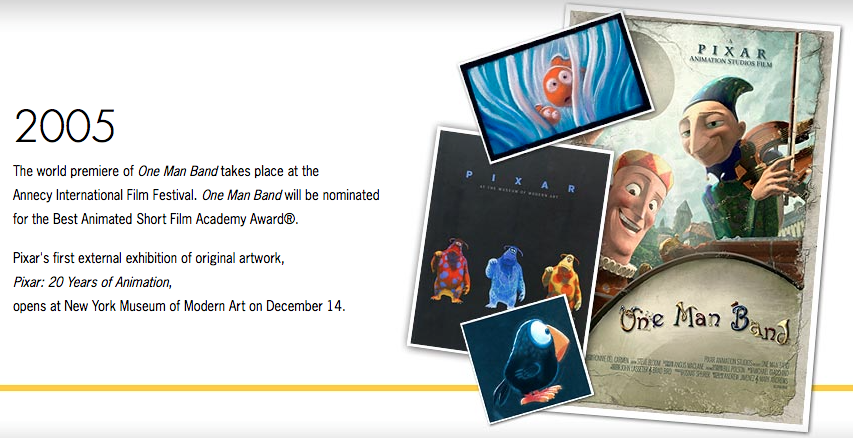 2005
The world premiere of One Man Band takes place at the
Annecy International Film Festival. One Man Band will be nominated
for the Best Animated Short Film Academy Award®.
Pixar's first external exhibition of original artwork,
Pixar: 20 Years of Animation,
opens at New York Museum of Modern Art on December 14.
PIXAR
AT THE MUSEUM OF MODERN ART
A
PIXAR
ANIMATION STUDIOS FILM
One Man Band